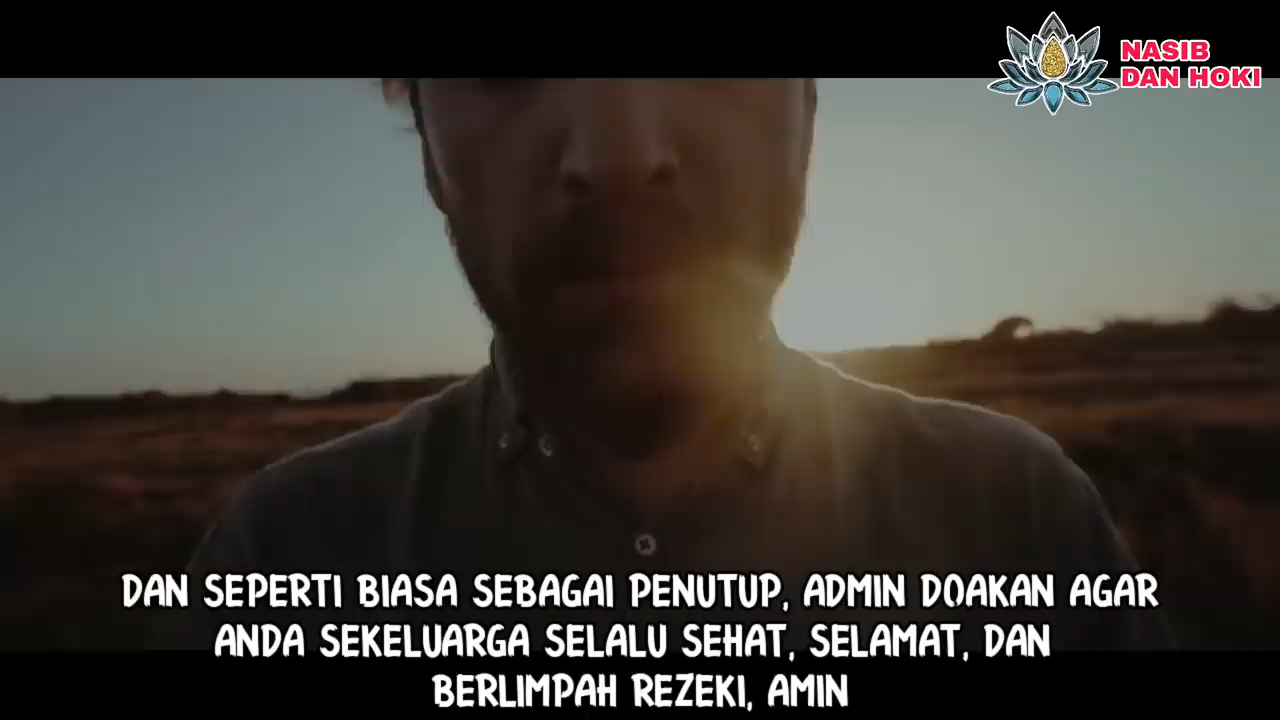 NASIB
DAN HOKI
DAN SEPERTI BIASA SEBAGAI PENUTUP, ADMIN DOAKAN AGAR
ANDA SEKELUARGA SELALU SEHAT, SELAMAT, DAN
BERLIMPAH REZEKI, AMIN